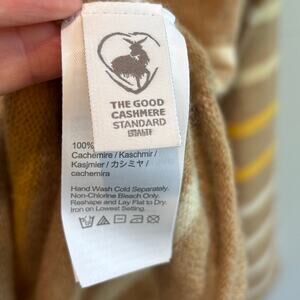 THE GOOD
CASHMERE
STANDARD
100%
Cachemire / Kaschmir /
Kasjmier / カシミヤ /
cachemira
Hand Wash Cold Separately.
Non-Chlorine Bleach Only.
Reshape and Lay Flat to Dry.
Iron on Lowest Setting.